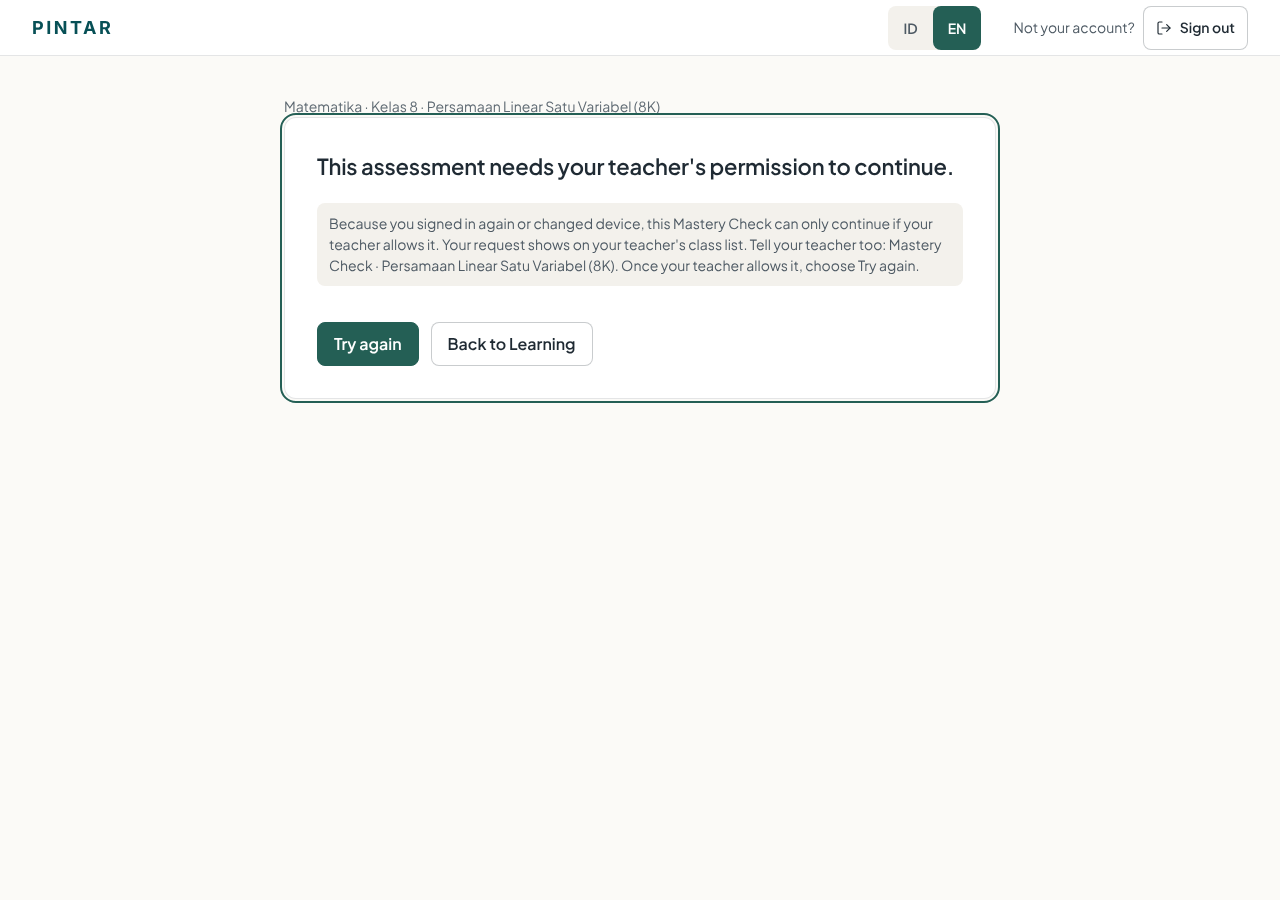 PINTAR
ID
EN
Not your account?
Sign out
Matematika · Kelas 8 · Persamaan Linear Satu Variabel (8K)
This assessment needs your teacher's permission to continue.
Because you signed in again or changed device, this Mastery Check can only continue if your
teacher allows it. Your request shows on your teacher's class list. Tell your teacher too: Mastery
Check · Persamaan Linear Satu Variabel (8K). Once your teacher allows it, choose Try again.
Try again
Back to Learning